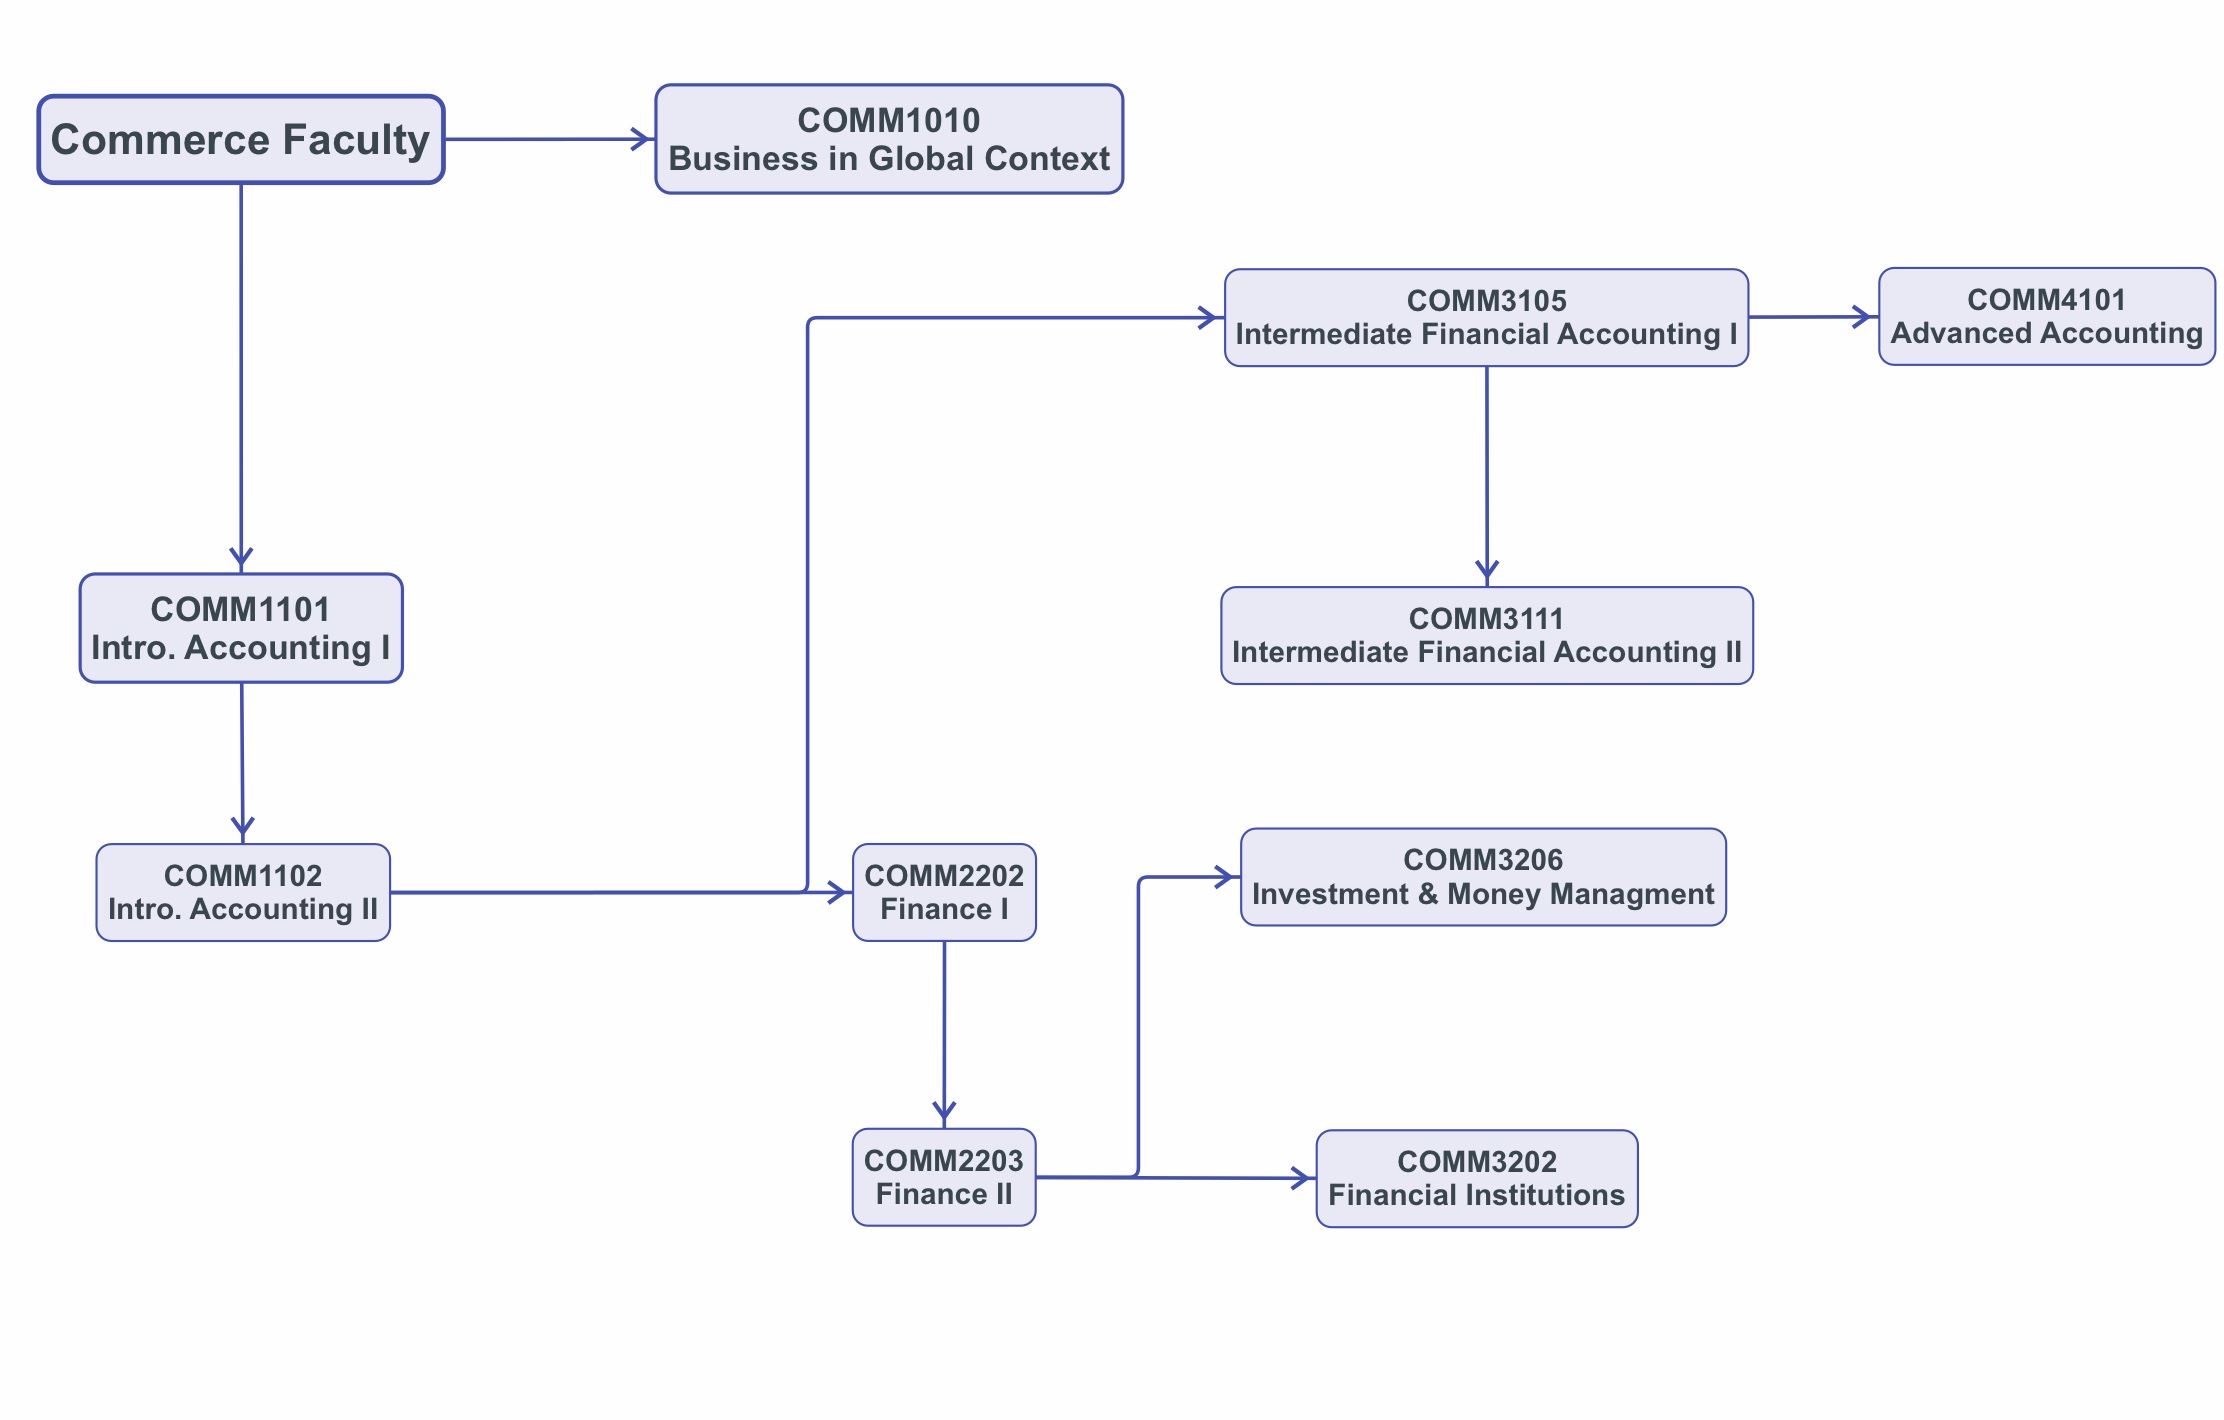 Commerce Faculty
COMM1010
Business in Global Context
COMM3105
Intermediate Financial Accounting I
COMM4101
Advanced Accounting
COMM1101
Intro. Accounting I
COMM3111
Intermediate Financial Accounting II
COMM1102
Intro. Accounting II
COMM2202
Finance I
COMM3206
Investment & Money Managment
COMM2203
Finance II
COMM3202
Financial Institutions